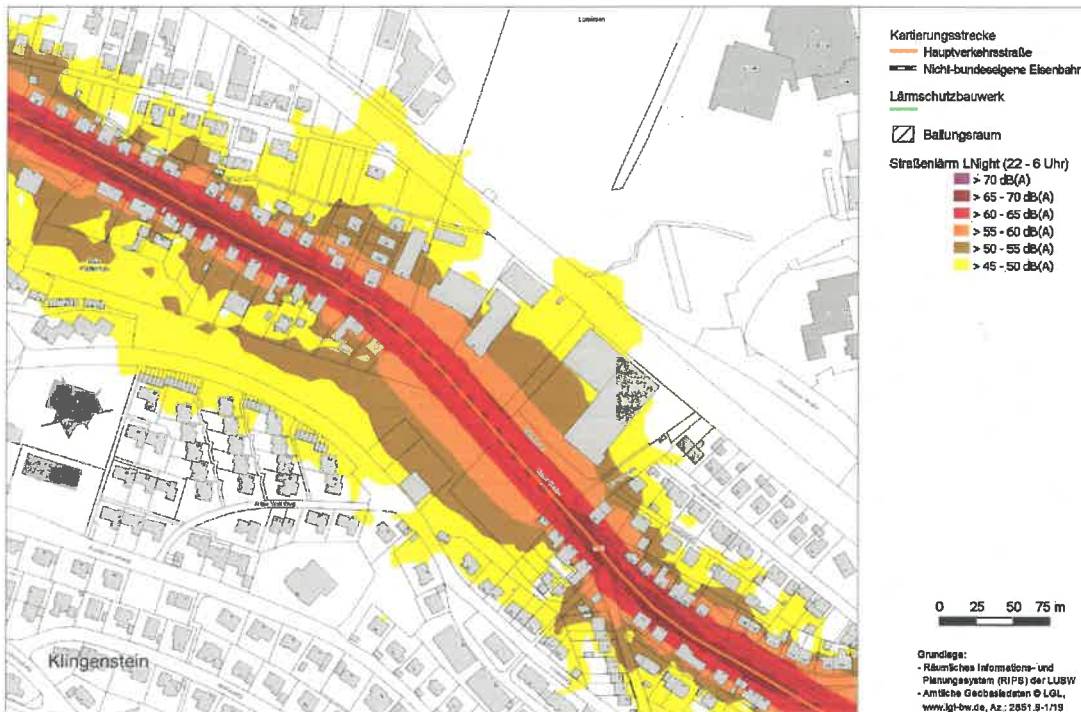 Klingenstein
Kartierungsstrecke
Hauptverkehrsstraße
Nicht-bundeseigene Eisenbahn
Lärmschutzbauwerk
Ballungsraum
Straßenlärm LNight (22 - 6 Uhr)
> 70 dB(A)
> 65 - 70 dB(A)
> 60 - 65 dB(A)
> 55 - 60 dB(A)
> 50 - 55 dB(A)
> 45 - 50 dB(A)
0 25 50 75 m
Grundlage:
- Räumliches Informations- und
Planungssystem (RIPS) der LUBW
- Amtliche Geobasisdaten © LGL,
www.lgl-bw.de, Az.: 2851.9-1/19